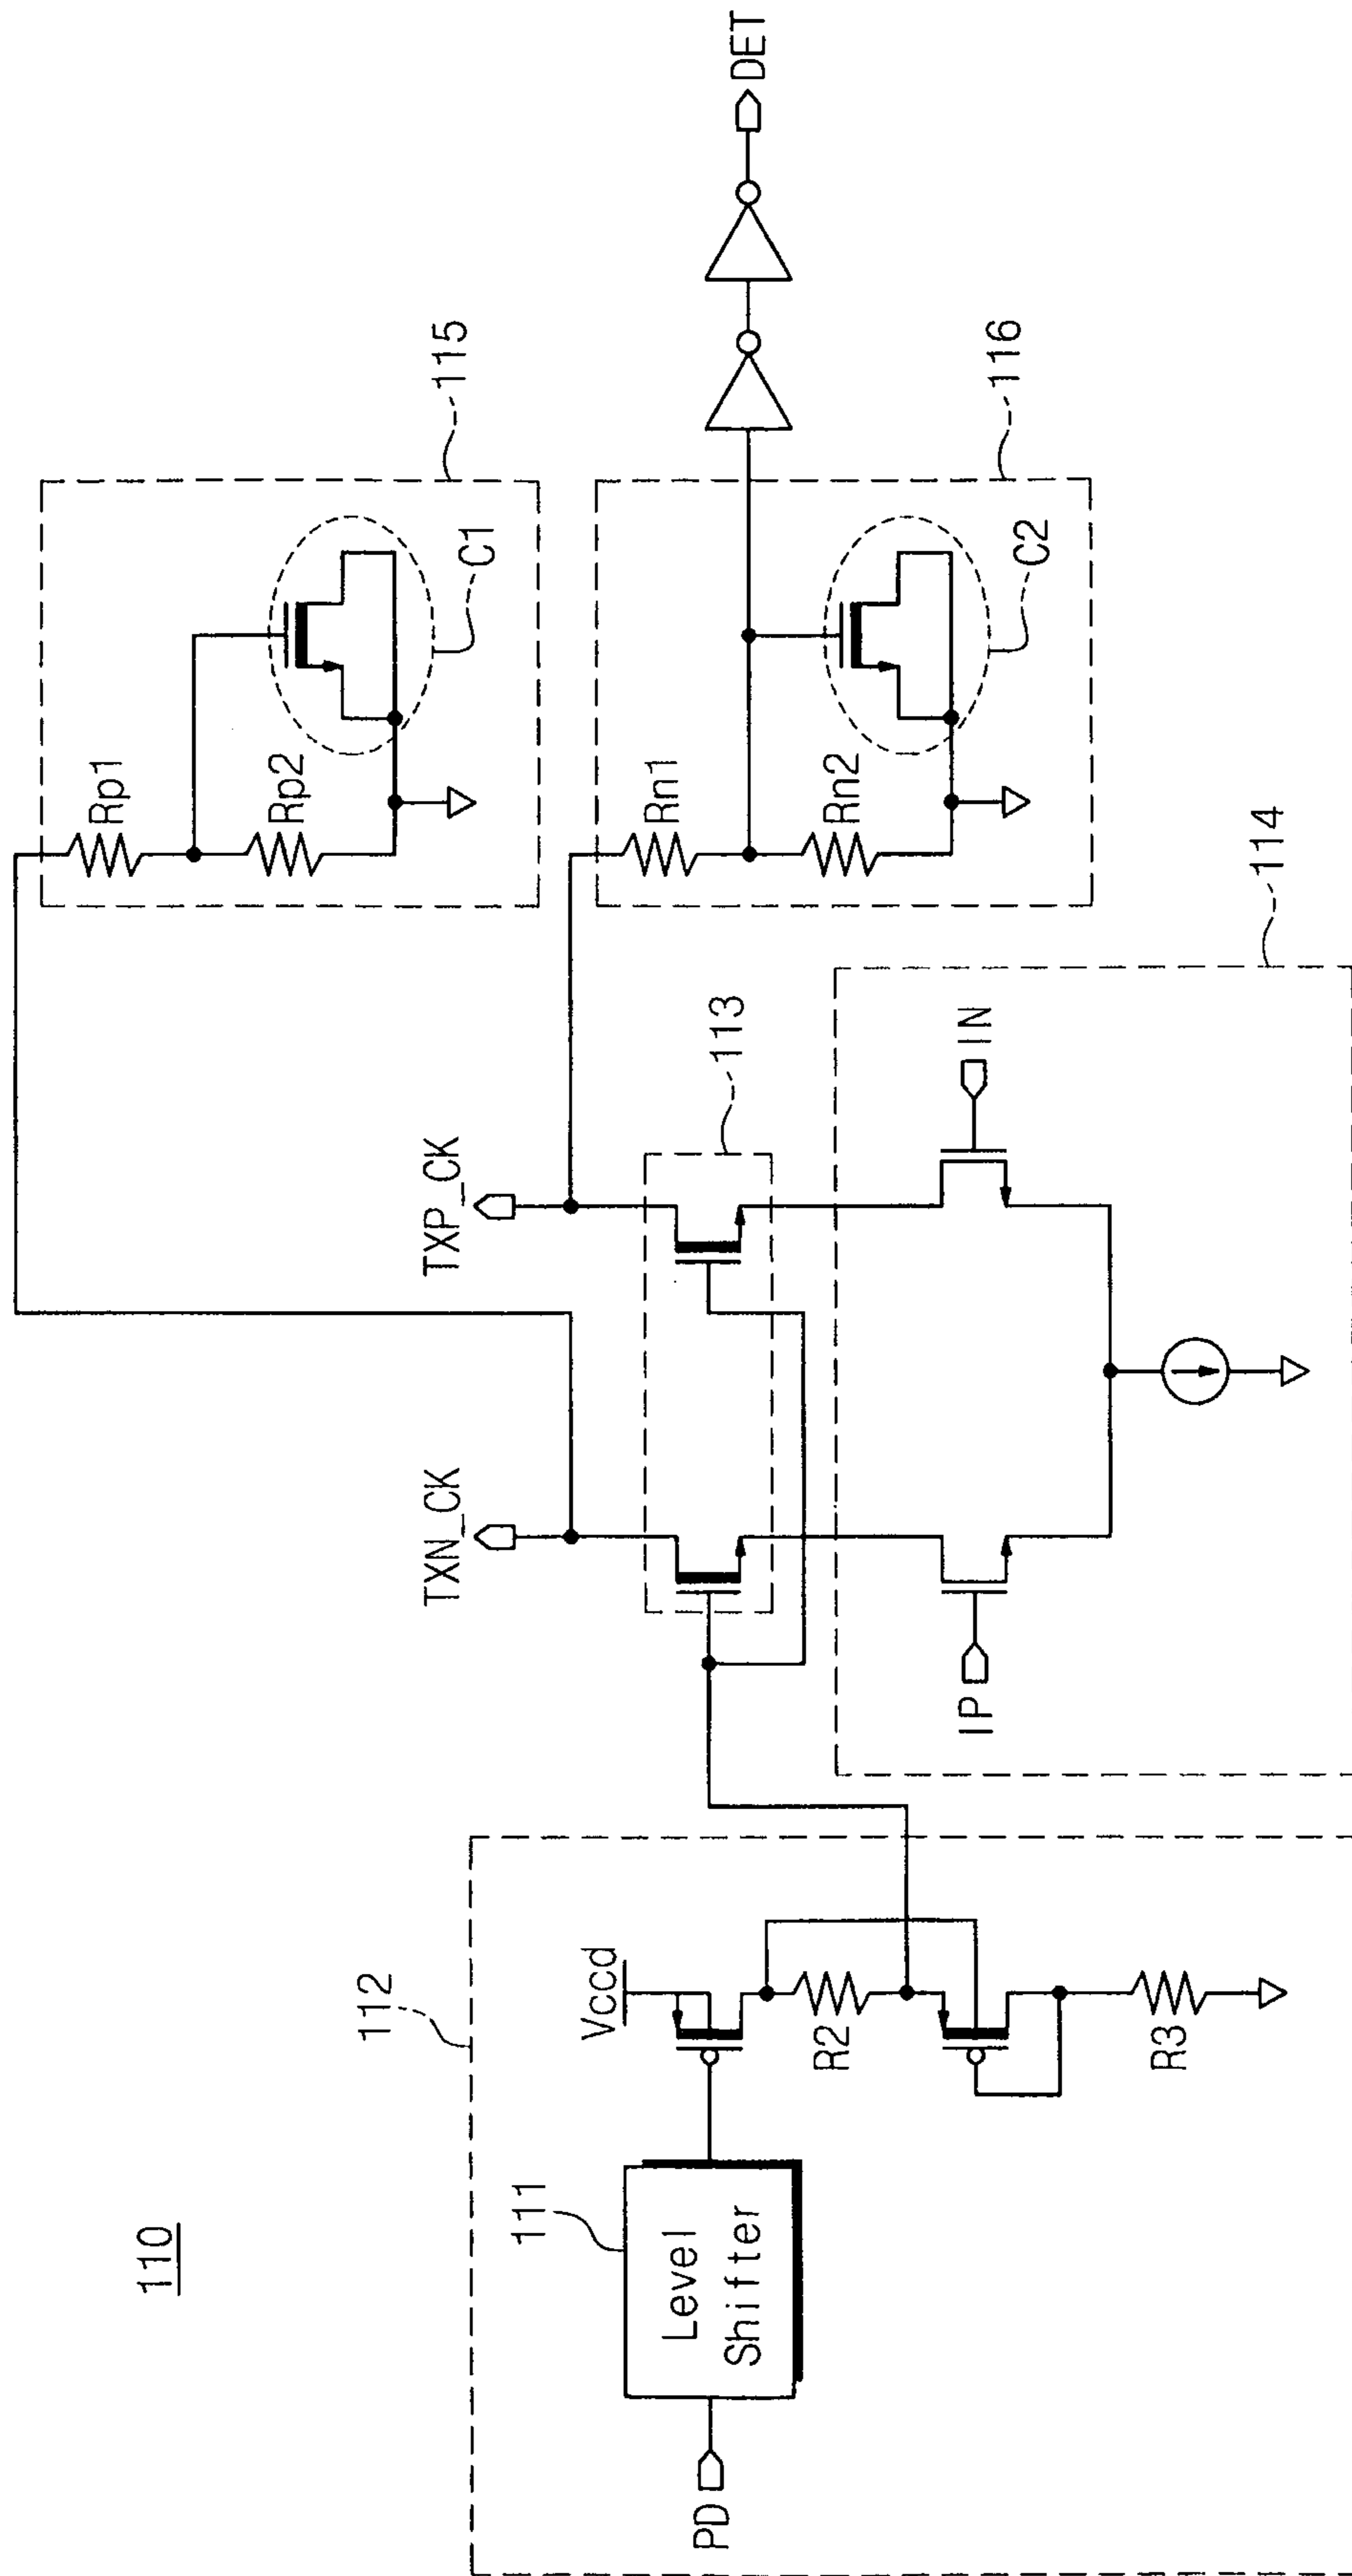 110
PD
Level
Shifter
111
112
Vccd
R2
R3
TXN_CK
TXP_CK
113
IP
IN
114
Rp1
Rp2
C1
115
Rn1
Rn2
C2
116
DET